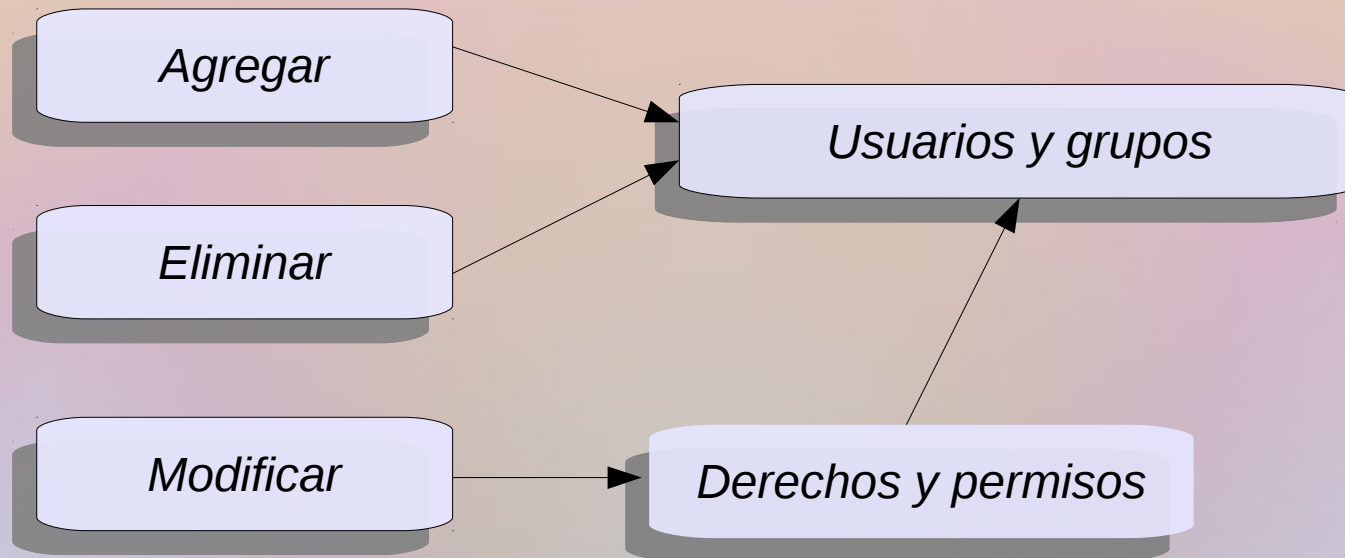 Agregar
Usuarios y grupos
Eliminar
Modificar
Derechos y permisos